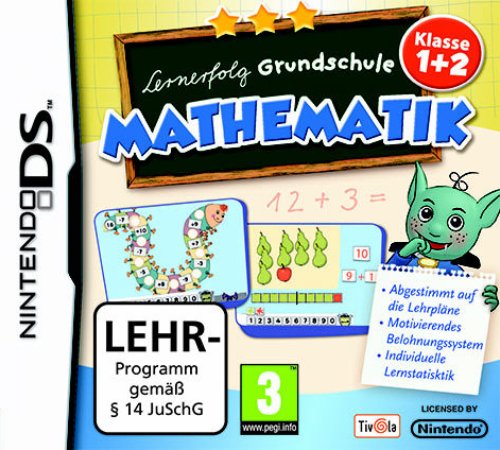 Klasse
1+2
Lernerfolg Grundschule
MATHEMATIK
NINTENDO DS™
12 + 3 =
10
9 + 1
1 2 3 4 5 6 7 8 9 0
• Abgestimmt auf
die Lehrpläne
• Motivierendes
Belohnungssystem
• Individuelle
Lernstatisktik
LEHR-
Programm
gemäß
§ 14 JuSchG
3
www.pegi.info
Tivola
LICENSED BY
Nintendo